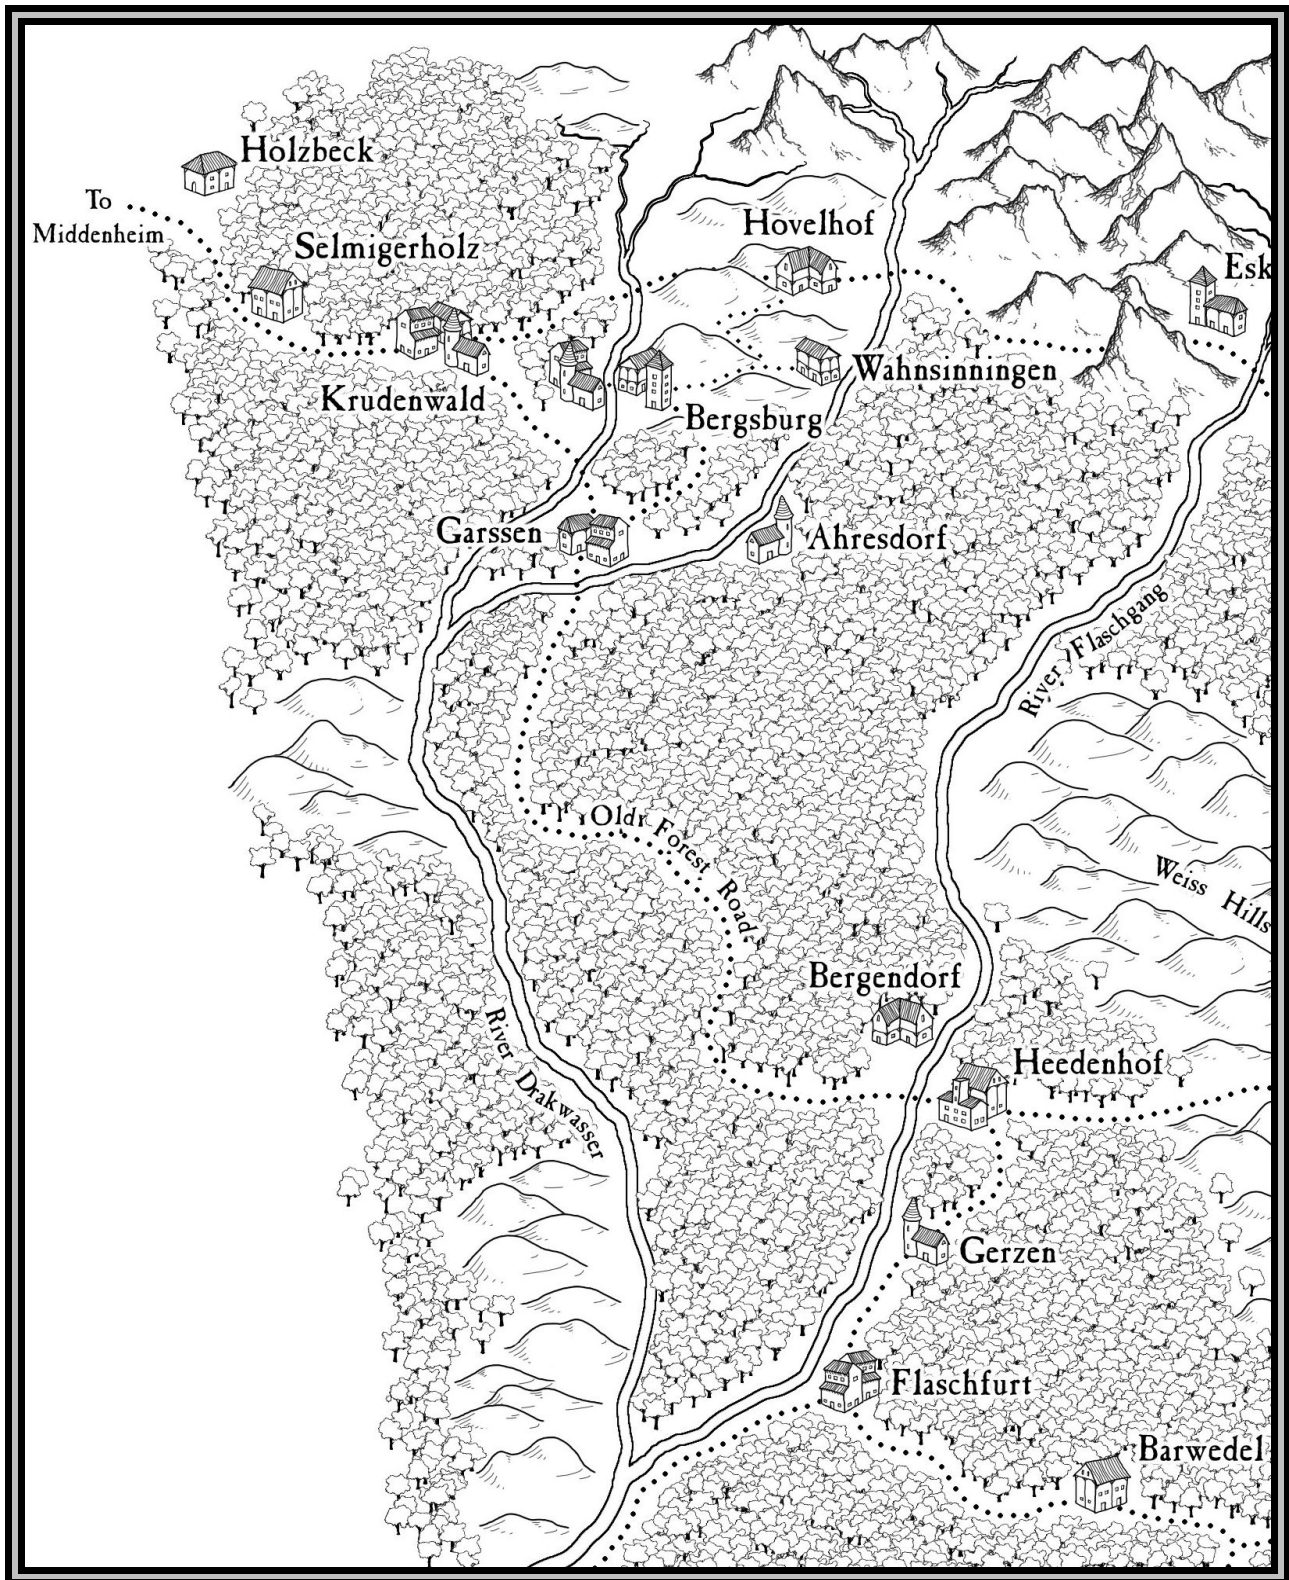 Holzbeck
To
Middenheim
Hovelhof
Selmigerholz
Esk
Wahnsinningen
Krudenwald
Bergsburg
Garssen
Ahresdorf
River Flaschgang
Old Forest Road
Weiss Hills
Bergendorf
River Drakwasser
Heedenhof
Gerzen
Flaschfurt
Barwedel